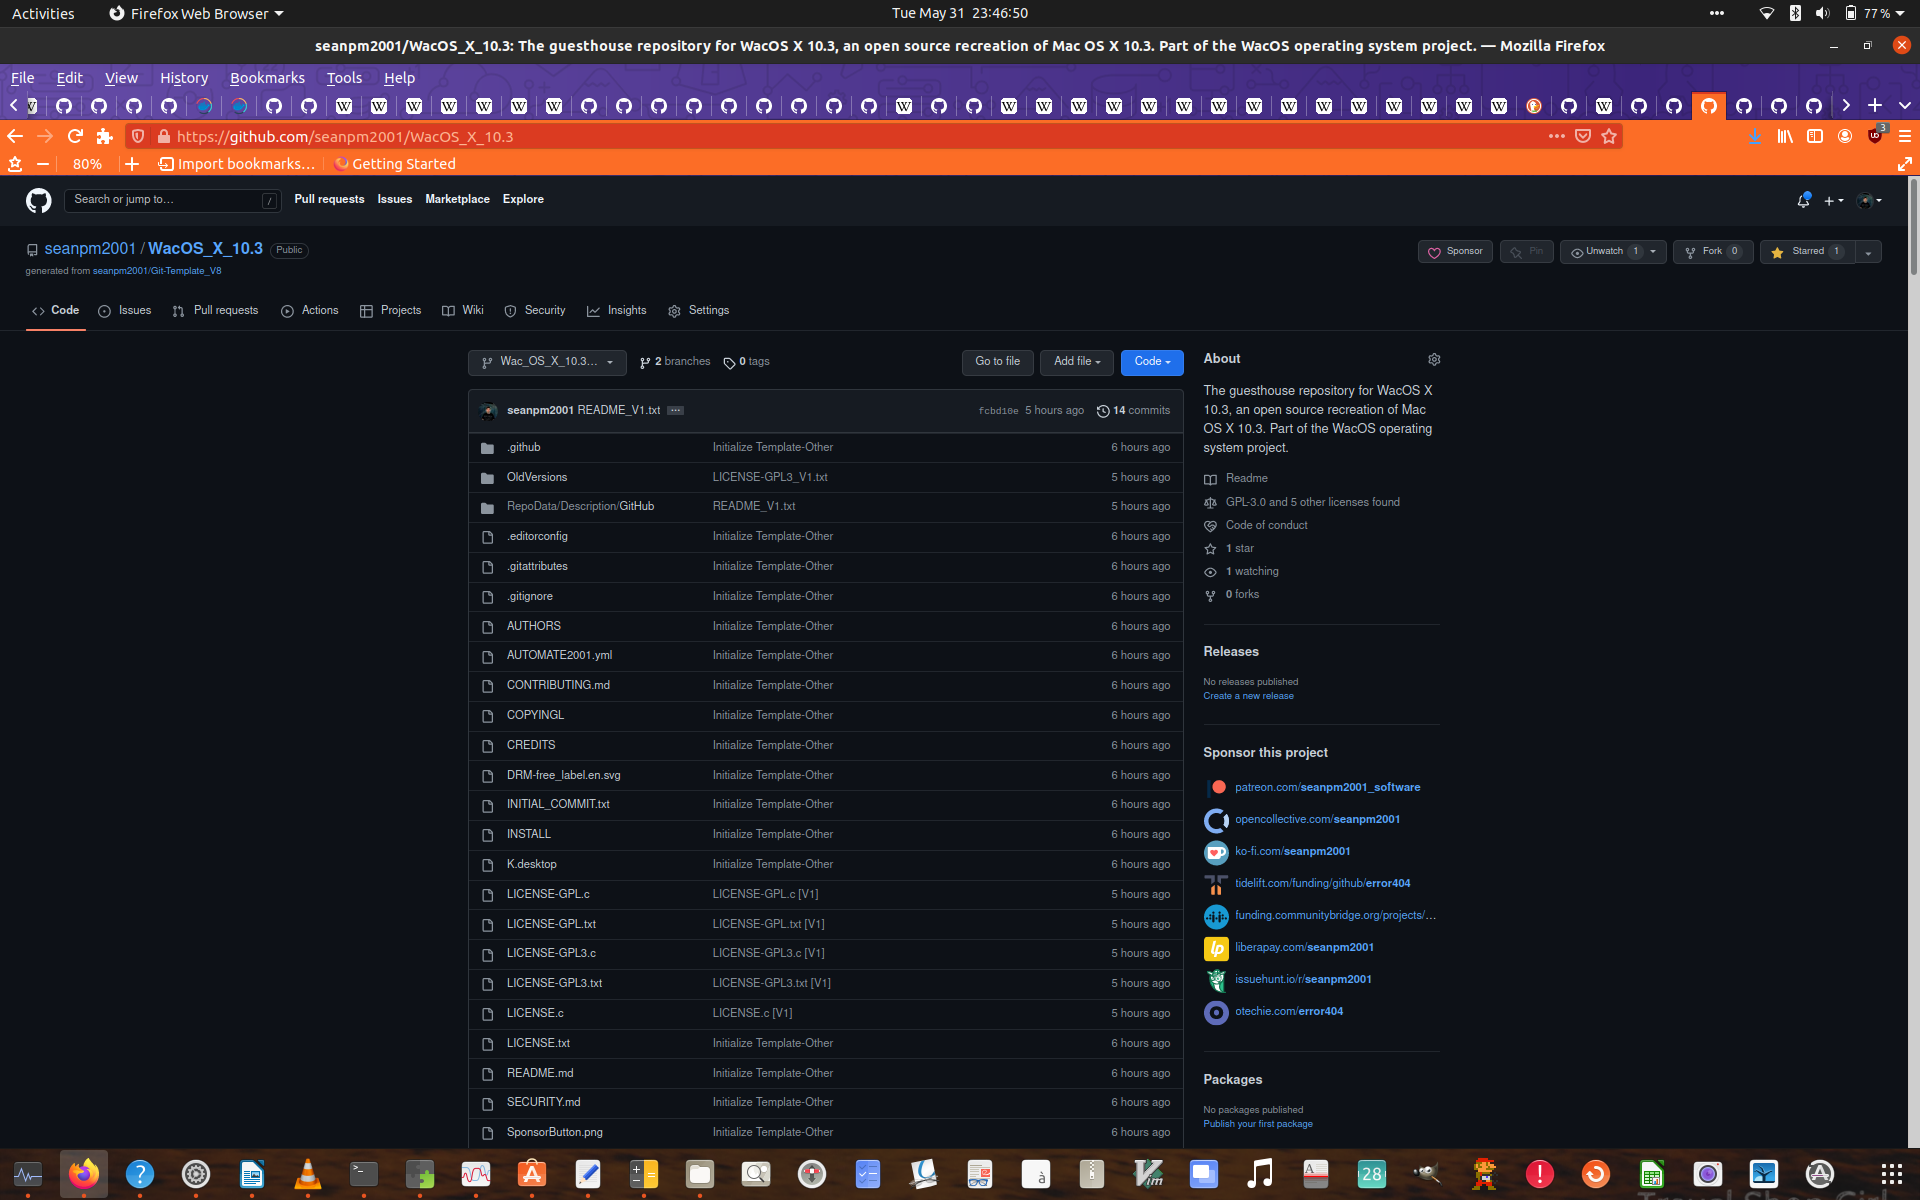 Activities Firefox Web Browser Tue May 31 23:46:50 77%
seanpm2001/WacOS_X_10.3: The guesthouse repository for WacOS X 10.3, an open source recreation of Mac OS X 10.3. Part of the WacOS operating system project. — Mozilla Firefox
File Edit View History Bookmarks Tools Help
https://github.com/seanpm2001/WacOS_X_10.3 3
80% Import bookmarks… Getting Started
Search or jump to… / Pull requests Issues Marketplace Explore
seanpm2001 / WacOS_X_10.3 Public
Sponsor Pin Unwatch 1 Fork 0 Starred 1
generated from seanpm2001/Git-Template_V8
Code Issues Pull requests Actions Projects Wiki Security Insights Settings
Wac_OS_X_10.3… 2 branches 0 tags Go to file Add file Code
seanpm2001 README_V1.txt … fcbd10e 5 hours ago 14 commits
.github Initialize Template-Other 6 hours ago
OldVersions LICENSE-GPL3_V1.txt 5 hours ago
RepoData/Description/GitHub README_V1.txt 5 hours ago
.editorconfig Initialize Template-Other 6 hours ago
.gitattributes Initialize Template-Other 6 hours ago
.gitignore Initialize Template-Other 6 hours ago
AUTHORS Initialize Template-Other 6 hours ago
AUTOMATE2001.yml Initialize Template-Other 6 hours ago
CONTRIBUTING.md Initialize Template-Other 6 hours ago
COPYINGL Initialize Template-Other 6 hours ago
CREDITS Initialize Template-Other 6 hours ago
DRM-free_label.en.svg Initialize Template-Other 6 hours ago
INITIAL_COMMIT.txt Initialize Template-Other 6 hours ago
INSTALL Initialize Template-Other 6 hours ago
K.desktop Initialize Template-Other 6 hours ago
LICENSE-GPL.c LICENSE-GPL.c [V1] 5 hours ago
LICENSE-GPL.txt LICENSE-GPL.txt [V1] 5 hours ago
LICENSE-GPL3.c LICENSE-GPL3.c [V1] 5 hours ago
LICENSE-GPL3.txt LICENSE-GPL3.txt [V1] 5 hours ago
LICENSE.c LICENSE.c [V1] 5 hours ago
LICENSE.txt Initialize Template-Other 6 hours ago
README.md Initialize Template-Other 6 hours ago
SECURITY.md Initialize Template-Other 6 hours ago
SponsorButton.png Initialize Template-Other 6 hours ago
About
The guesthouse repository for WacOS X
10.3, an open source recreation of Mac
OS X 10.3. Part of the WacOS operating
system project.
Readme
GPL-3.0 and 5 other licenses found
Code of conduct
1 star
1 watching
0 forks
Releases
No releases published
Create a new release
Sponsor this project
patreon.com/seanpm2001_software
opencollective.com/seanpm2001
ko-fi.com/seanpm2001
tidelift.com/funding/github/error404
funding.communitybridge.org/projects/…
liberapay.com/seanpm2001
issuehunt.io/r/seanpm2001
otechie.com/error404
Packages
No packages published
Publish your first package
28